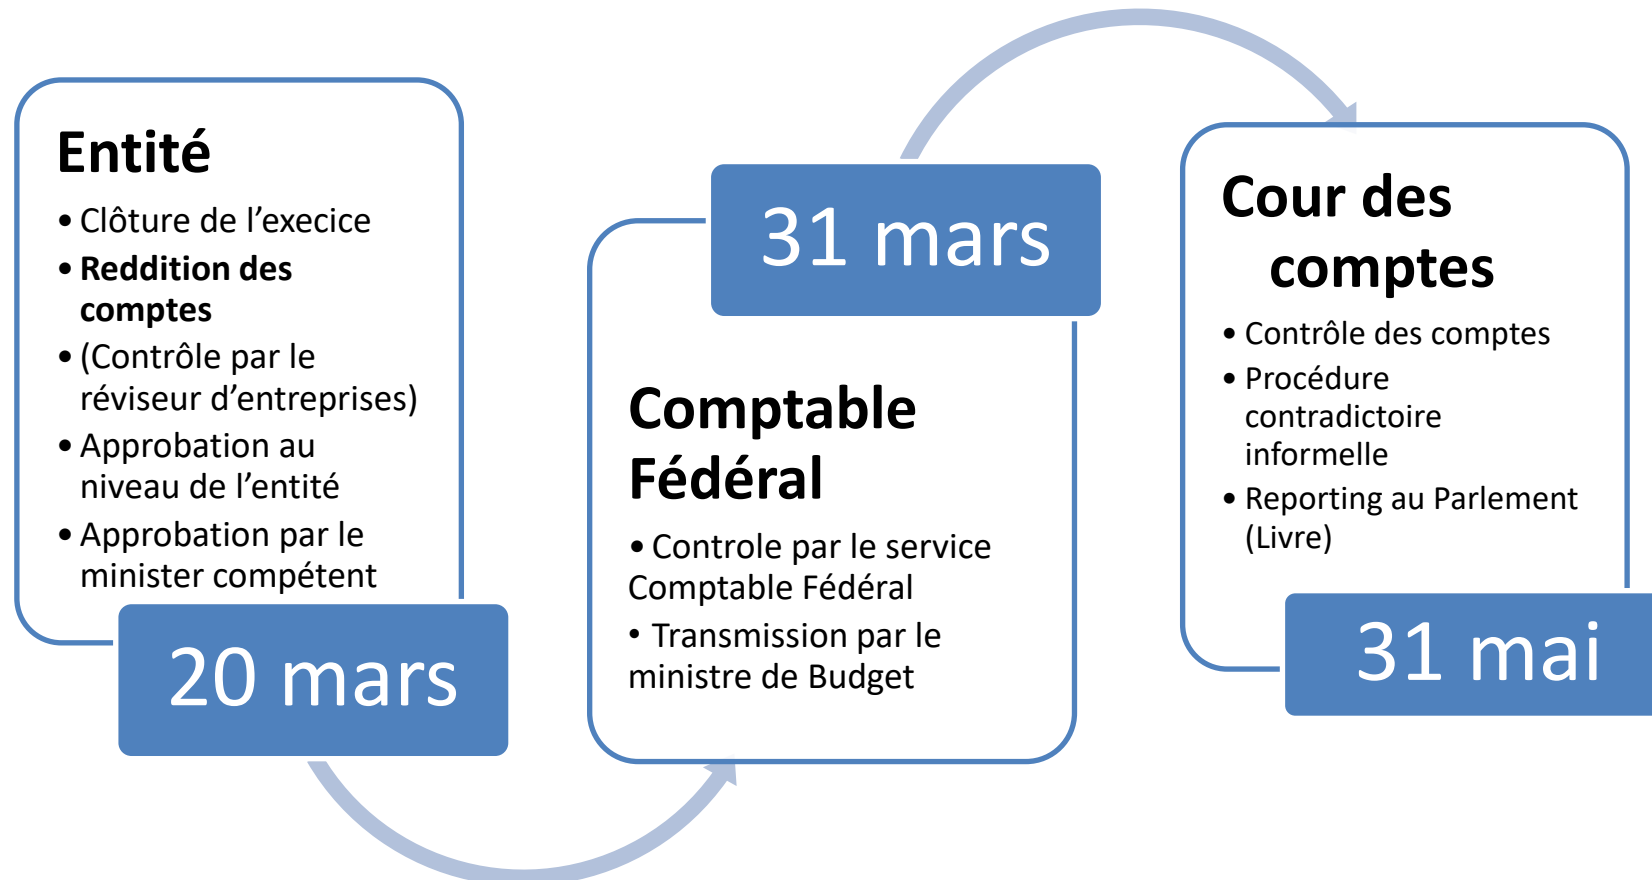 Entité
• Clôture de l’execice
• Reddition des
comptes
• (Contrôle par le
réviseur d’entreprises)
• Approbation au
niveau de l’entité
• Approbation par le
minister compétent
20 mars
31 mars
Comptable
Fédéral
• Controle par le service
Comptable Fédéral
• Transmission par le
ministre de Budget
Cour des
comptes
• Contrôle des comptes
• Procédure
contradictoire
informelle
• Reporting au Parlement
(Livre)
31 mai